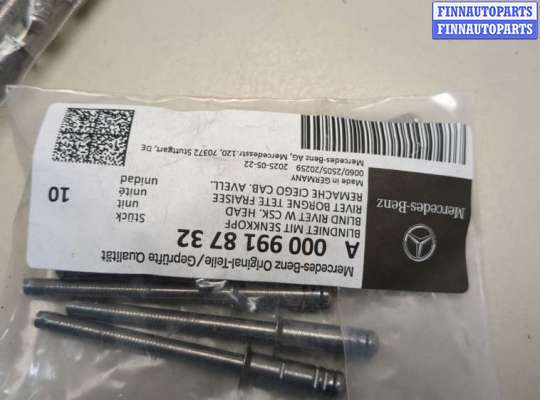 FINNAUTOPARTS
FINNAUTOPARTS
FINNAUTOPARTS
Mercedes-Benz
Mercedes-Benz Original-Teile/Geprüfte Qualität
A 000 991 87 32
BLINDNIET MIT SENKKOPF
BLIND RIVET W. CSK. HEAD
RIVET BORGNE TETE FRAISEE
REMACHE CIEGO CAB. AVELL.
Made in GERMANY
0060/2505/20259 2025-05-22
Mercedes-Benz AG, Mercedesstr.120, 70372 Stuttgart, DE
Stück
unit
unité
unidad
10